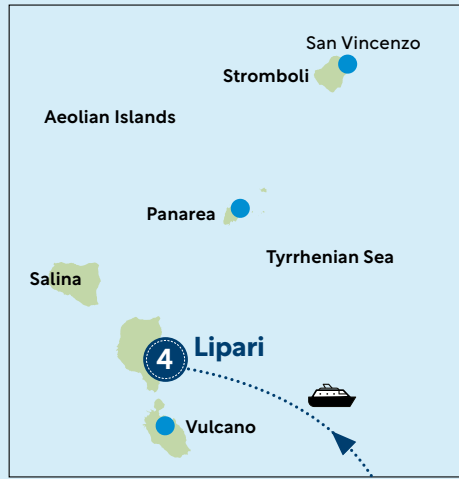 San Vincenzo
Stromboli
Aeolian Islands
Panarea
Tyrrhenian Sea
Salina
4 Lipari
Vulcano